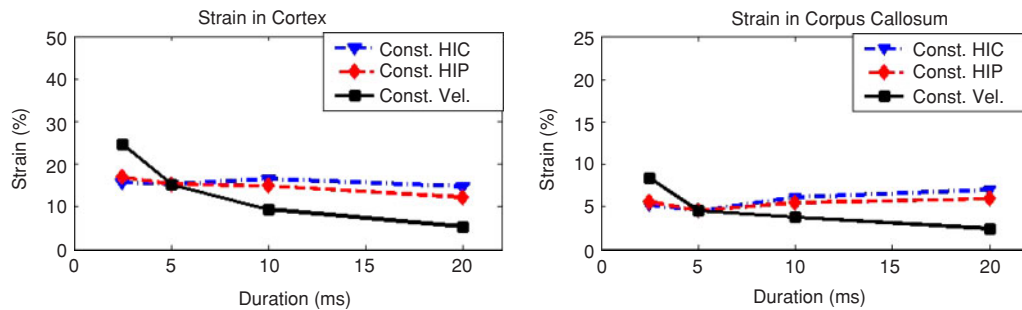 Strain in Cortex
50
40
30
20
10
0
Strain (%)
0 5 10 15 20
Duration (ms)
Const. HIC
Const. HIP
Const. Vel.
Strain in Corpus Callosum
25
20
15
10
5
0
Strain (%)
0 5 10 15 20
Duration (ms)
Const. HIC
Const. HIP
Const. Vel.